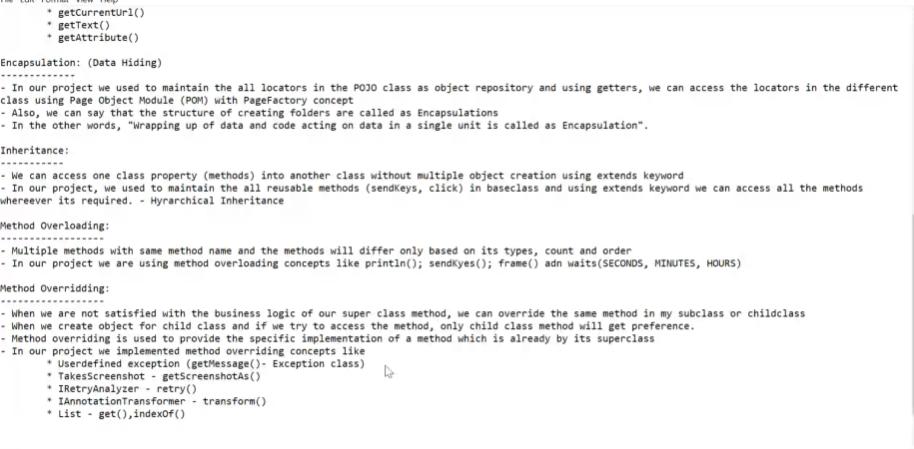 * getCurrentUrl()
* getText()
* getAttribute()
Encapsulation: (Data Hiding)
-------------
- In our project we used to maintain the all locators in the POJO class as object repository and using getters, we can access the locators in the different
class using Page Object Module (POM) with PageFactory concept
- Also, we can say that the structure of creating folders are called as Encapsulations
- In the other words, "Wrapping up of data and code acting on data in a single unit is called as Encapsulation".
Inheritance:
-----------
- We can access one class property (methods) into another class without multiple object creation using extends keyword
- In our project, we used to maintain the all reusable methods (sendKeys, click) in baseclass and using extends keyword we can access all the methods
whereever its required. - Hyrarchical Inheritance
Method Overloading:
------------------
- Multiple methods with same method name and the methods will differ only based on its types, count and order
- In our project we are using method overloading concepts like println(); sendKyes(); frame() adn waits(SECONDS, MINUTES, HOURS)
Method Overridding:
------------------
- When we are not satisfied with the business logic of our super class method, we can override the same method in my subclass or childclass
- When we create object for child class and if we try to access the method, only child class method will get preference.
- Method overriding is used to provide the specific implementation of a method which is already by its superclass
- In our project we implemented method overriding concepts like
* Userdefined exception (getMessage()- Exception class)
* TakesScreenshot - getScreenshotAs()
* IRetryAnalyzer - retry()
* IAnnotationTransformer - transform()
* List - get(),indexOf()